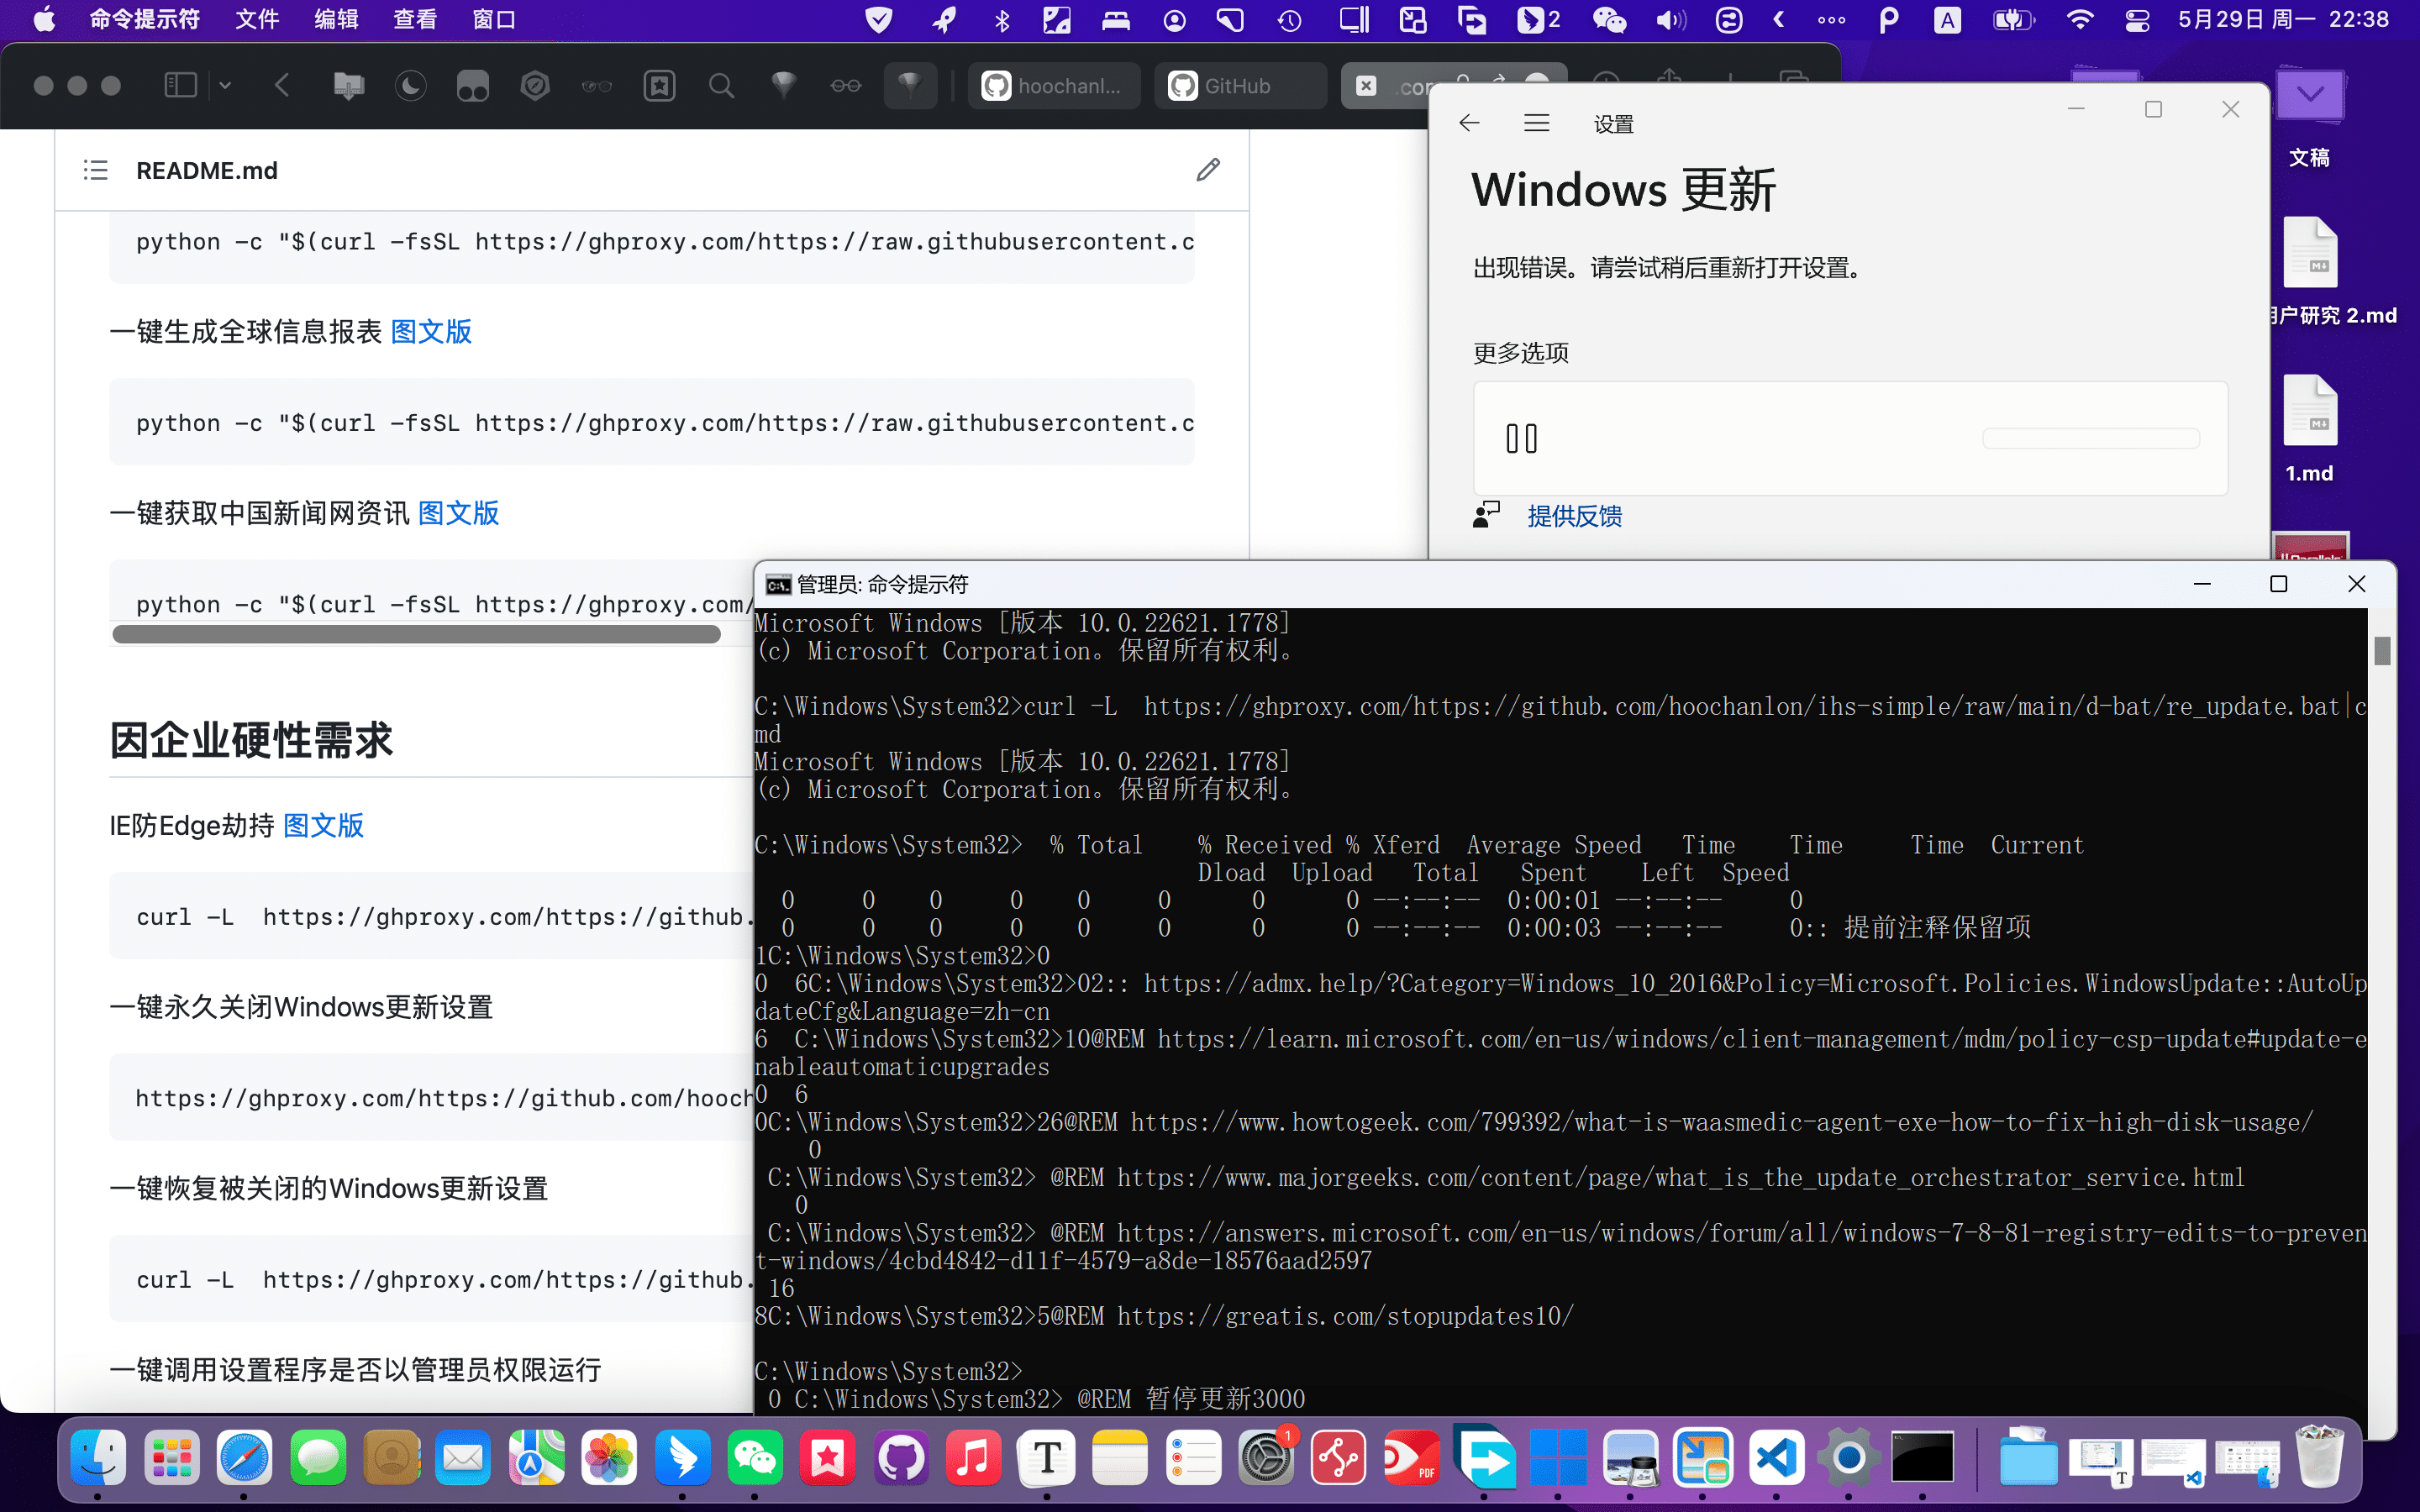 命令提示符 文件 编辑 查看 窗口
2
A
5月29日 周一 22:38
hoochanl...
GitHub
README.md
python -c "$(curl -fsSL https://ghproxy.com/https://raw.githubusercontent.c
一键生成全球信息报表 图文版
python -c "$(curl -fsSL https://ghproxy.com/https://raw.githubusercontent.c
一键获取中国新闻网资讯 图文版
python -c "$(curl -fsSL https://ghproxy.com/
因企业硬性需求
IE防Edge劫持 图文版
curl -L  https://ghproxy.com/https://github.
一键永久关闭Windows更新设置
https://ghproxy.com/https://github.com/hooch
一键恢复被关闭的Windows更新设置
curl -L  https://ghproxy.com/https://github.
一键调用设置程序是否以管理员权限运行
设置
Windows 更新
出现错误。请尝试稍后重新打开设置。
更多选项
提供反馈
文稿
户研究 2.md
1.md
管理员: 命令提示符
Microsoft Windows [版本 10.0.22621.1778]
(c) Microsoft Corporation。保留所有权利。
C:\Windows\System32>curl -L  https://ghproxy.com/https://github.com/hoochanlon/ihs-simple/raw/main/d-bat/re_update.bat|c
md
Microsoft Windows [版本 10.0.22621.1778]
(c) Microsoft Corporation。保留所有权利。
C:\Windows\System32>  % Total    % Received % Xferd  Average Speed   Time    Time     Time  Current
Dload  Upload   Total   Spent    Left  Speed
0     0    0     0    0     0      0      0 --:--:--  0:00:01 --:--:--     0
0     0    0     0    0     0      0      0 --:--:--  0:00:03 --:--:--     0:: 提前注释保留项
1C:\Windows\System32>0
0  6C:\Windows\System32>02:: https://admx.help/?Category=Windows_10_2016&Policy=Microsoft.Policies.WindowsUpdate::AutoUp
dateCfg&Language=zh-cn
6  C:\Windows\System32>10@REM https://learn.microsoft.com/en-us/windows/client-management/mdm/policy-csp-update#update-e
nableautomaticupgrades
0  6
0C:\Windows\System32>26@REM https://www.howtogeek.com/799392/what-is-waasmedic-agent-exe-how-to-fix-high-disk-usage/
0
C:\Windows\System32> @REM https://www.majorgeeks.com/content/page/what_is_the_update_orchestrator_service.html
0
C:\Windows\System32> @REM https://answers.microsoft.com/en-us/windows/forum/all/windows-7-8-81-registry-edits-to-preven
t-windows/4cbd4842-d11f-4579-a8de-18576aad2597
16
8C:\Windows\System32>5@REM https://greatis.com/stopupdates10/
C:\Windows\System32>
0 C:\Windows\System32> @REM 暂停更新3000
1
PDF